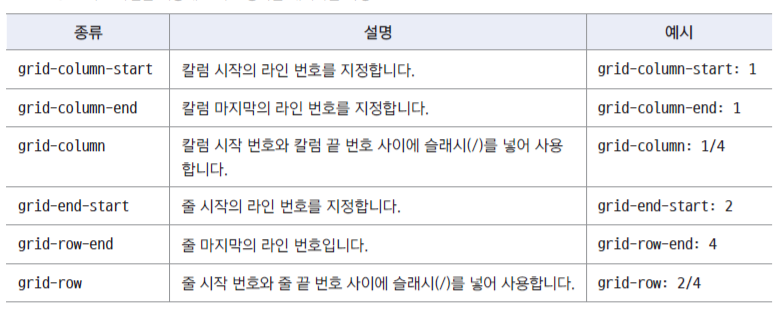 종류 설명 예시
grid-column-start 칼럼 시작의 라인 번호를 지정합니다. grid-column-start: 1
grid-column-end 칼럼 마지막의 라인 번호를 지정합니다. grid-column-end: 1
grid-column 칼럼 시작 번호와 칼럼 끝 번호 사이에 슬래시(/)를 넣어 사용 grid-column: 1/4
합니다.
grid-end-start 줄 시작의 라인 번호를 지정합니다. grid-end-start: 2
grid-row-end 줄 마지막의 라인 번호입니다. grid-row-end: 4
grid-row 줄 시작 번호와 줄 끝 번호 사이에 슬래시(/)를 넣어 사용합니다. grid-row: 2/4